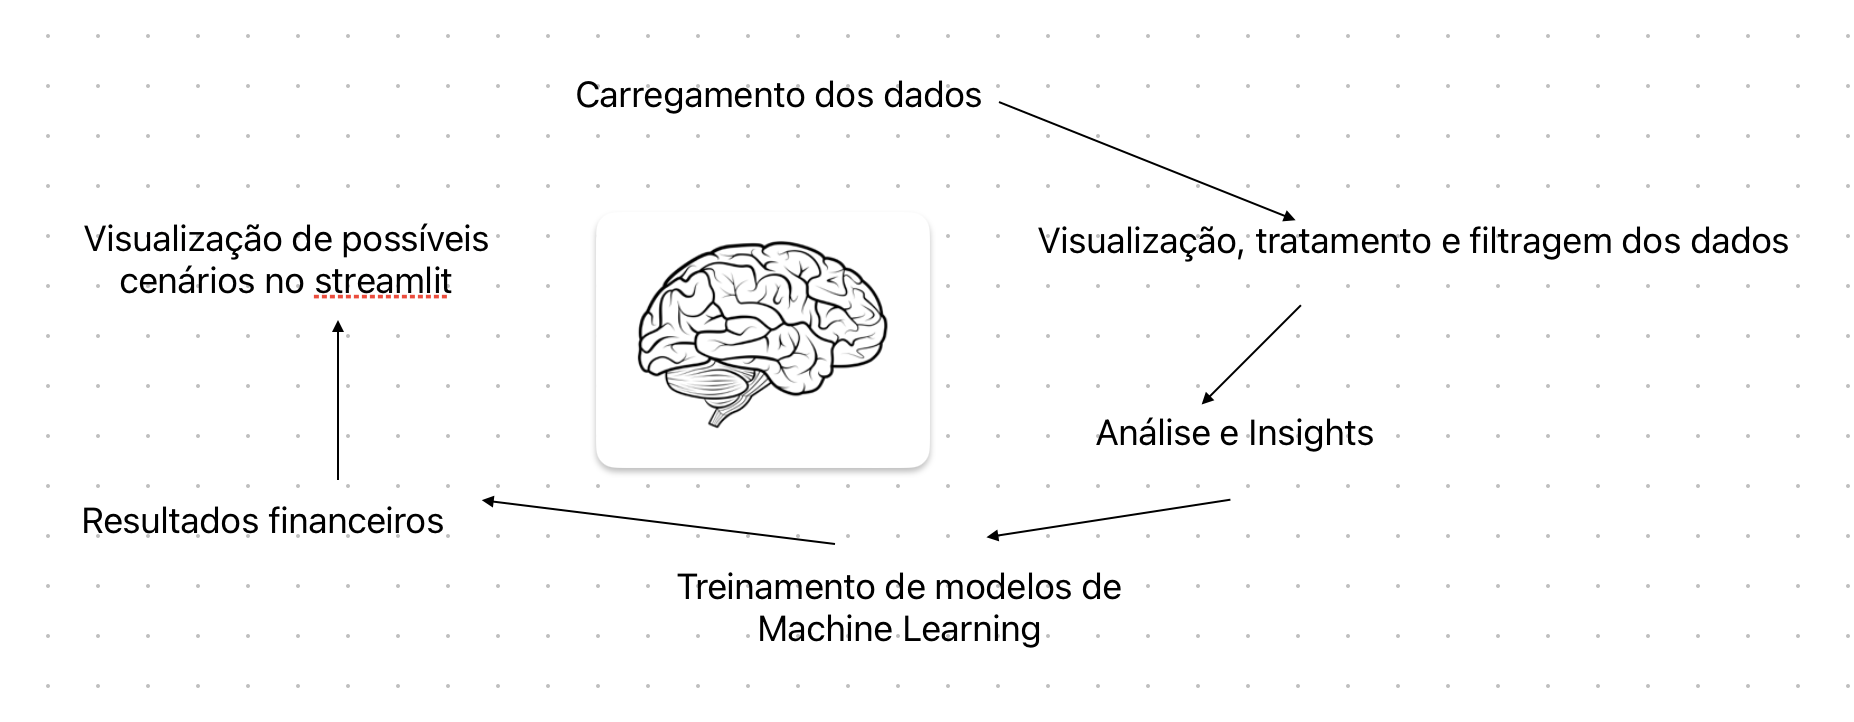 Carregamento dos dados
Visualização, tratamento e filtragem dos dados
Análise e Insights
Treinamento de modelos de
Machine Learning
Resultados financeiros
Visualização de possíveis
cenários no streamlit